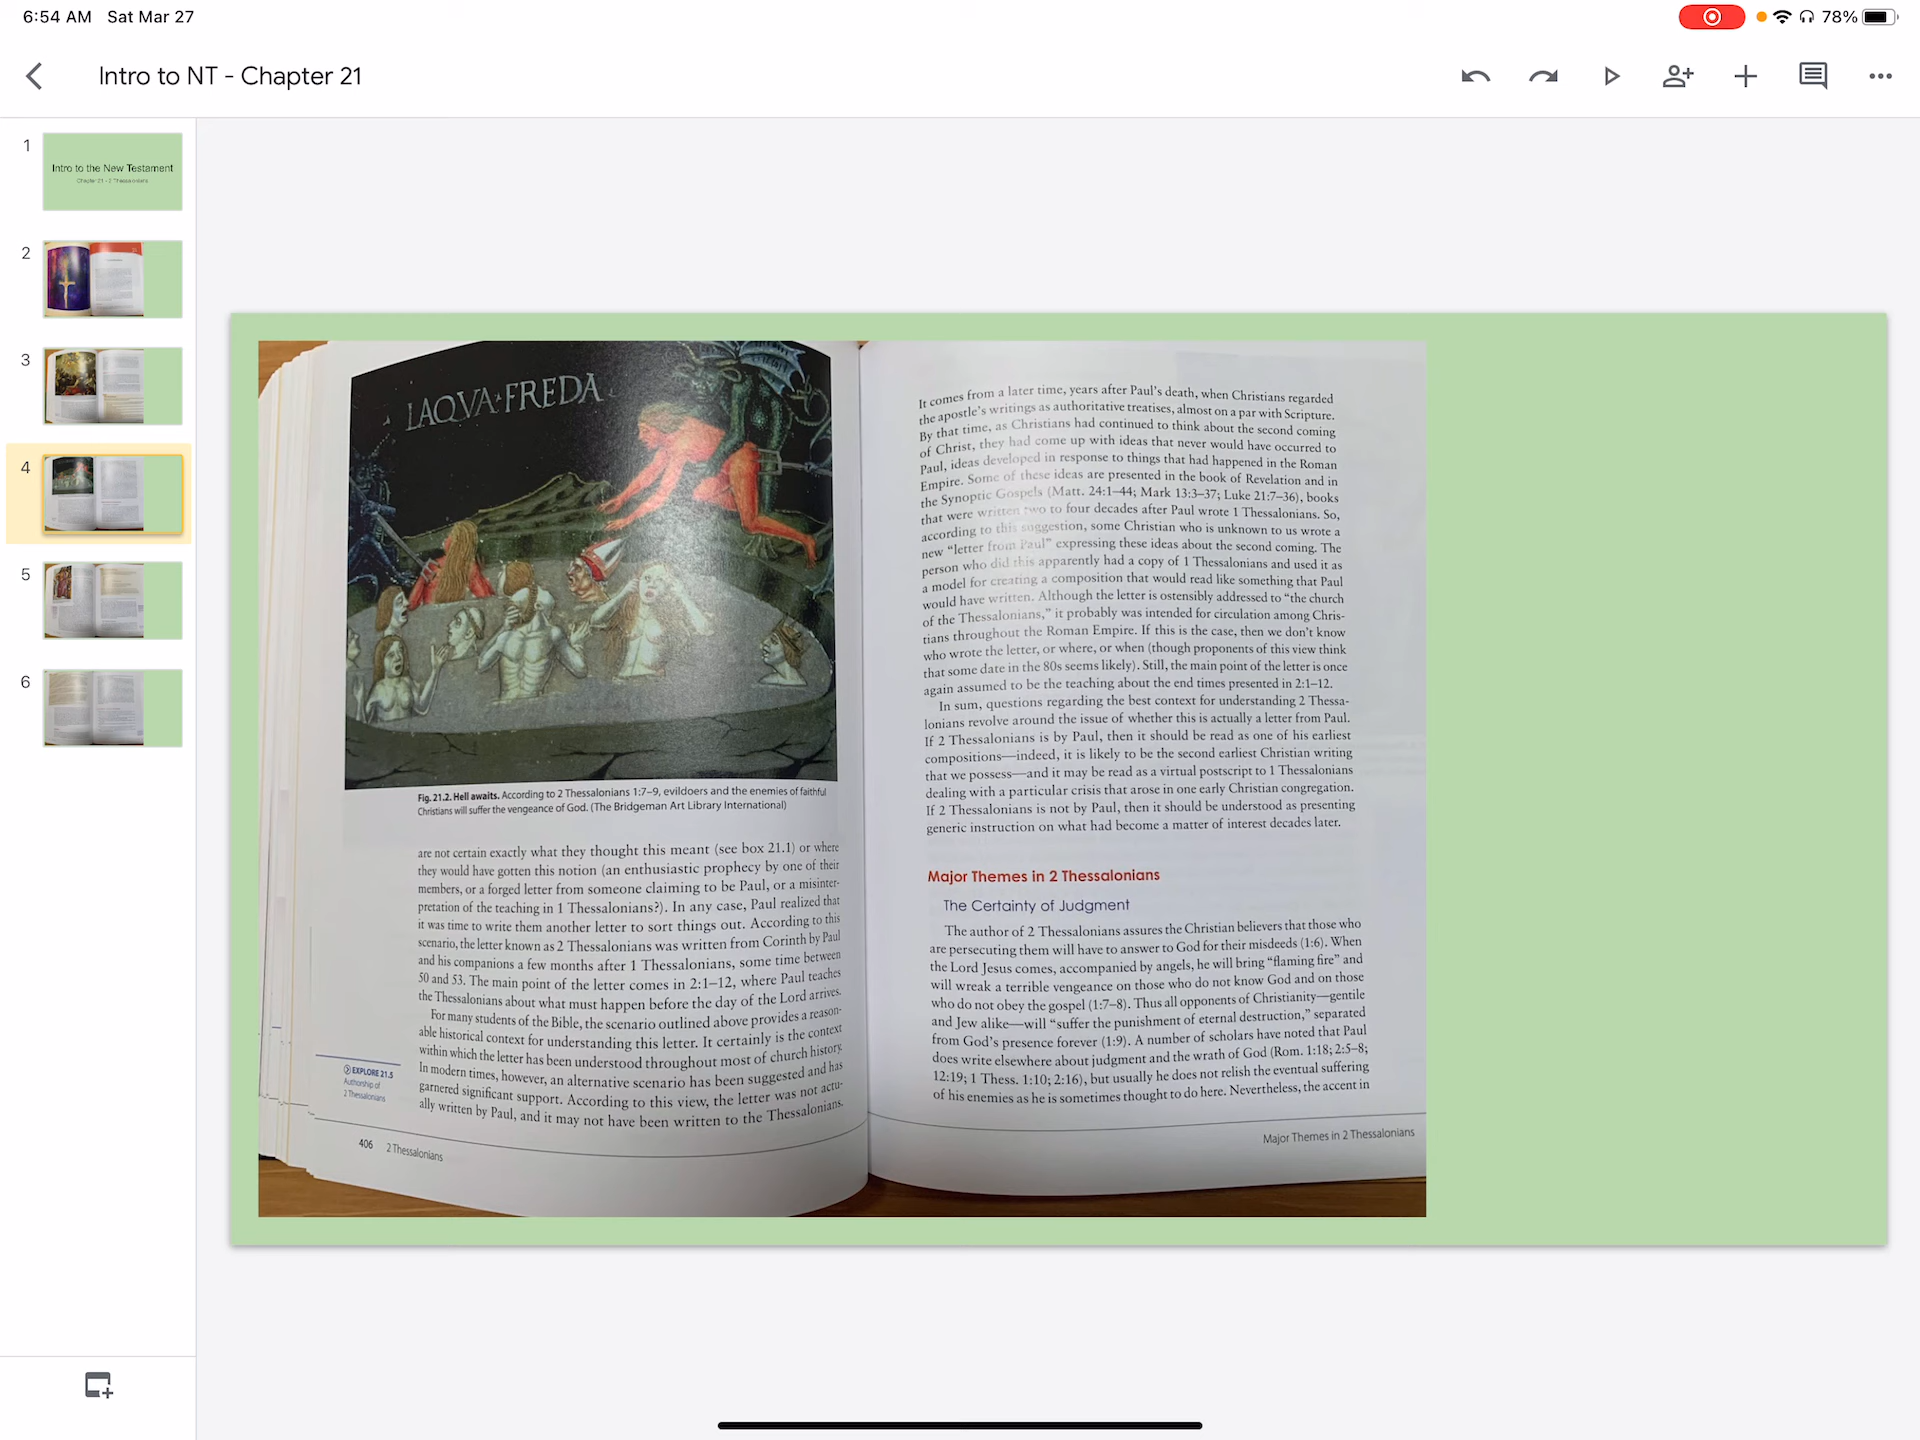 6:54 AM Sat Mar 27
78%
Intro to NT - Chapter 21
1
Intro to the New Testament
Chapter 21 - 2 Thessalonians
2
3
4
5
6
LAQVA·FREDA
Fig. 21.2. Hell awaits. According to 2 Thessalonians 1:7–9, evildoers and the enemies of faithful
Christians will suffer the vengeance of God. (The Bridgeman Art Library International)
are not certain exactly what they thought this meant (see box 21.1) or where
they would have gotten this notion (an enthusiastic prophecy by one of their
members, or a forged letter from someone claiming to be Paul, or a misinter-
pretation of the teaching in 1 Thessalonians?). In any case, Paul realized that
it was time to write them another letter to sort things out. According to this
scenario, the letter known as 2 Thessalonians was written from Corinth by Paul
and his companions a few months after 1 Thessalonians, some time between
50 and 53. The main point of the letter comes in 2:1–12, where Paul teaches
the Thessalonians about what must happen before the day of the Lord arrives.
For many students of the Bible, the scenario outlined above provides a reason-
able historical context for understanding this letter. It certainly is the context
within which the letter has been understood throughout most of church history.
In modern times, however, an alternative scenario has been suggested and has
garnered significant support. According to this view, the letter was not actu-
ally written by Paul, and it may not have been written to the Thessalonians.
EXPLORE 21.5
Authorship of
2 Thessalonians
406 2 Thessalonians
It comes from a later time, years after Paul's death, when Christians regarded
the apostle's writings as authoritative treatises, almost on a par with Scripture.
By that time, as Christians had continued to think about the second coming
of Christ, they had come up with ideas that never would have occurred to
Paul, ideas developed in response to things that had happened in the Roman
Empire. Some of these ideas are presented in the book of Revelation and in
the Synoptic Gospels (Matt. 24:1–44; Mark 13:3–37; Luke 21:7–36), books
that were written two to four decades after Paul wrote 1 Thessalonians. So,
according to this suggestion, some Christian who is unknown to us wrote a
new “letter from Paul” expressing these ideas about the second coming. The
person who did this apparently had a copy of 1 Thessalonians and used it as
a model for creating a composition that would read like something that Paul
would have written. Although the letter is ostensibly addressed to “the church
of the Thessalonians,” it probably was intended for circulation among Chris-
tians throughout the Roman Empire. If this is the case, then we don't know
who wrote the letter, or where, or when (though proponents of this view think
that some date in the 80s seems likely). Still, the main point of the letter is once
again assumed to be the teaching about the end times presented in 2:1–12.
In sum, questions regarding the best context for understanding 2 Thessa-
lonians revolve around the issue of whether this is actually a letter from Paul.
If 2 Thessalonians is by Paul, then it should be read as one of his earliest
compositions—indeed, it is likely to be the second earliest Christian writing
that we possess—and it may be read as a virtual postscript to 1 Thessalonians
dealing with a particular crisis that arose in one early Christian congregation.
If 2 Thessalonians is not by Paul, then it should be understood as presenting
generic instruction on what had become a matter of interest decades later.
Major Themes in 2 Thessalonians
The Certainty of Judgment
The author of 2 Thessalonians assures the Christian believers that those who
are persecuting them will have to answer to God for their misdeeds (1:6). When
the Lord Jesus comes, accompanied by angels, he will bring “flaming fire” and
will wreak a terrible vengeance on those who do not know God and on those
who do not obey the gospel (1:7–8). Thus all opponents of Christianity—gentile
and Jew alike—will “suffer the punishment of eternal destruction,” separated
from God's presence forever (1:9). A number of scholars have noted that Paul
does write elsewhere about judgment and the wrath of God (Rom. 1:18; 2:5–8;
12:19; 1 Thess. 1:10; 2:16), but usually he does not relish the eventual suffering
of his enemies as he is sometimes thought to do here. Nevertheless, the accent in
Major Themes in 2 Thessalonians